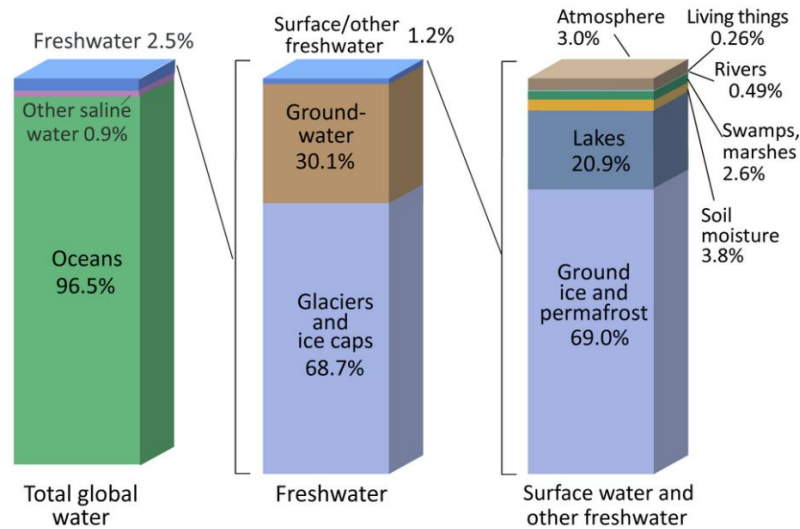 Freshwater 2.5%
Other saline
water 0.9%
Oceans
96.5%
Total global
water
Surface/other
freshwater
1.2%
Ground-
water
30.1%
Glaciers
and
ice caps
68.7%
Freshwater
Atmosphere
3.0%
Living things
0.26%
Rivers
0.49%
Swamps,
marshes
2.6%
Soil
moisture
3.8%
Lakes
20.9%
Ground
ice and
permafrost
69.0%
Surface water and
other freshwater